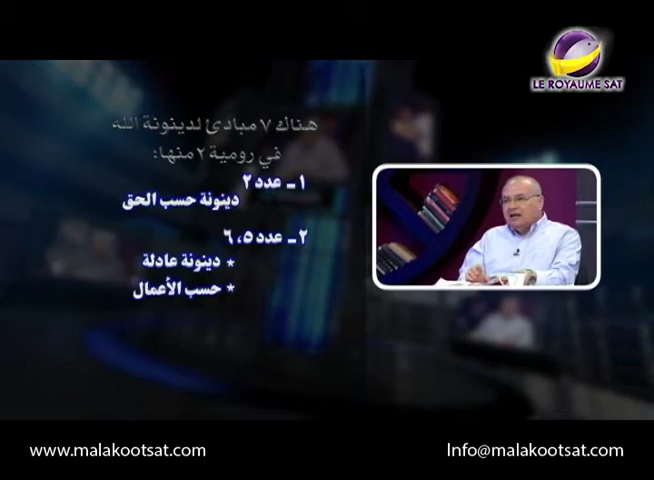 LE ROYAUME SAT
هناك ٧ مبادئ لدينونة الله
في رومية ٢ منها:
١ - عدد ٢
دينونة حسب الحق
٢ - عدد ٥، ٦
* دينونة عادلة
* حسب الأعمال
www.malakootsat.com
Info@malakootsat.com